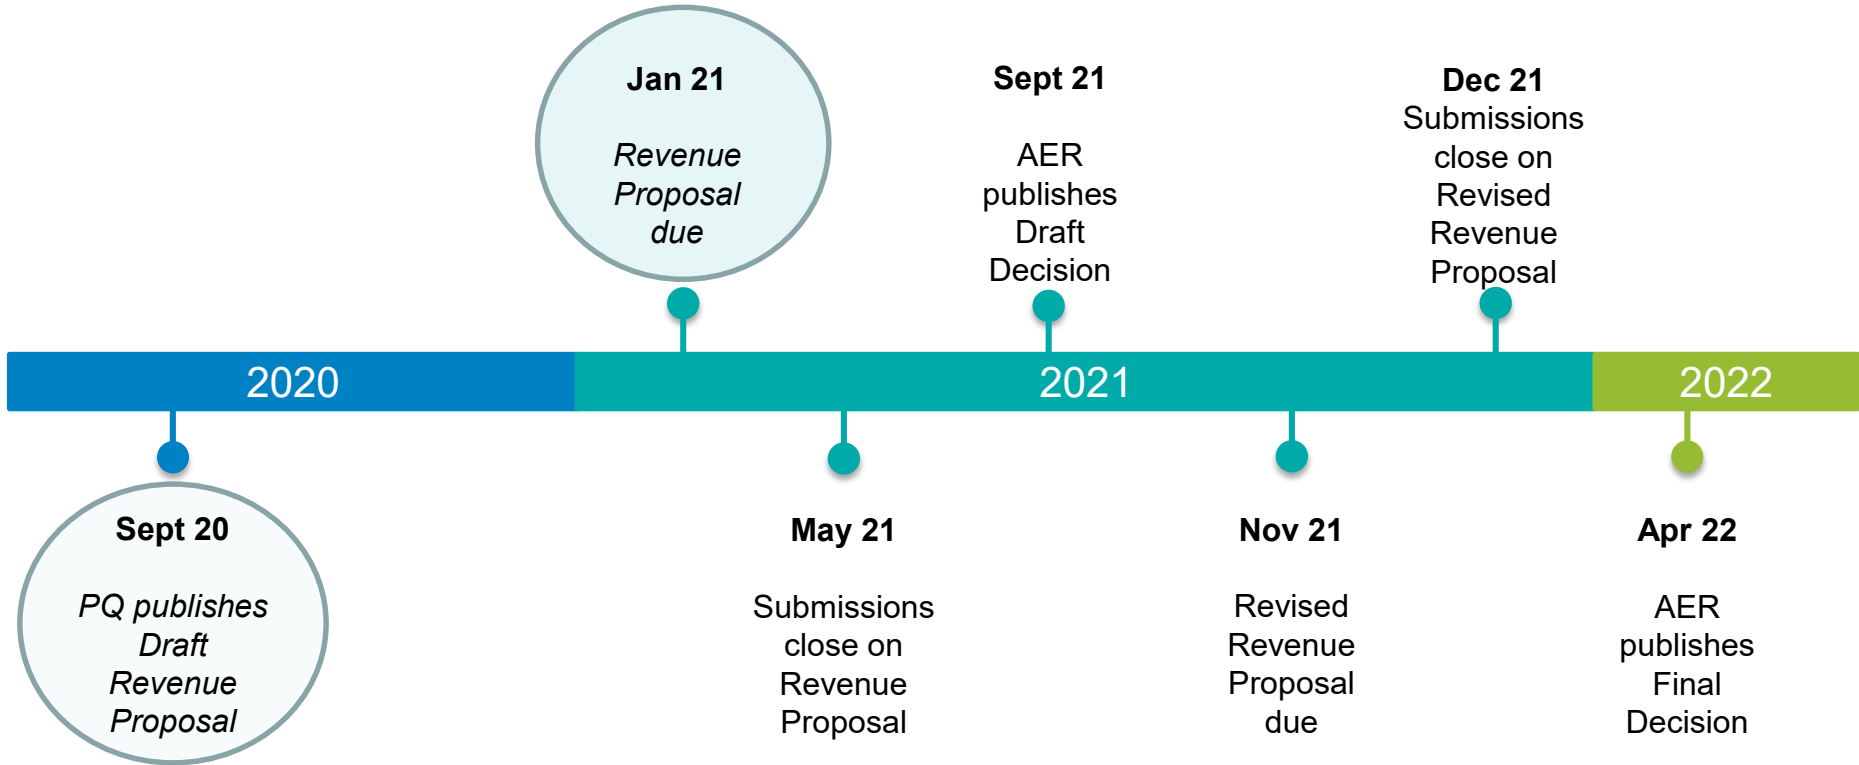 Jan 21
Revenue
Proposal
due
Sept 21
AER
publishes
Draft
Decision
Dec 21
Submissions
close on
Revised
Revenue
Proposal
2020
2021
2022
Sept 20
PQ publishes
Draft
Revenue
Proposal
May 21
Submissions
close on
Revenue
Proposal
Nov 21
Revised
Revenue
Proposal
due
Apr 22
AER
publishes
Final
Decision